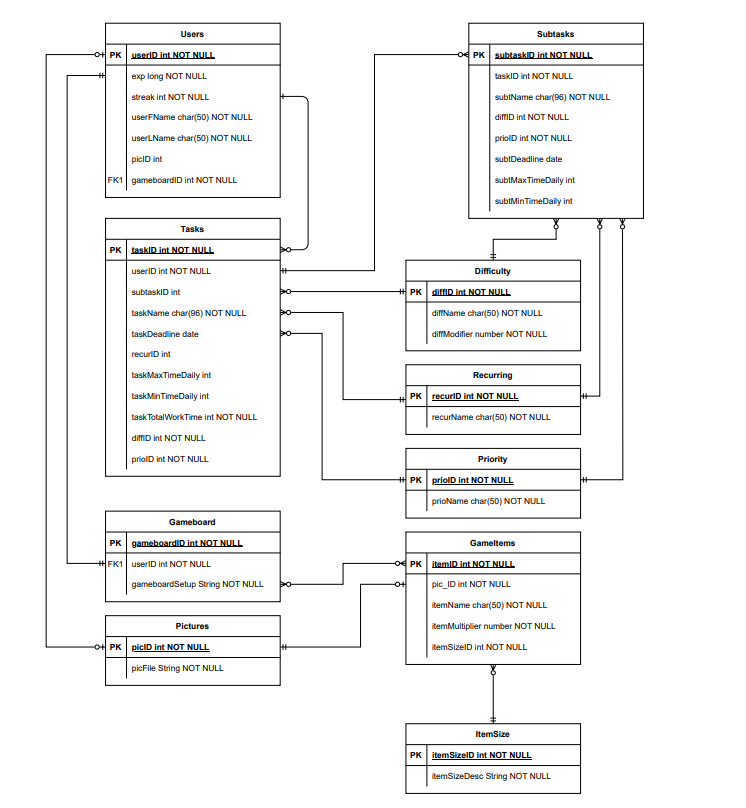 Users
PK userID int NOT NULL
exp long NOT NULL
streak int NOT NULL
userFName char(50) NOT NULL
userLName char(50) NOT NULL
picID int
FK1 gameboardID int NOT NULL
Subtasks
PK subtaskID int NOT NULL
taskID int NOT NULL
subtName char(96) NOT NULL
diffID int NOT NULL
prioID int NOT NULL
subtDeadline date
subtMaxTimeDaily int
subtMinTimeDaily int
Tasks
PK taskID int NOT NULL
userID int NOT NULL
subtaskID int
taskName char(96) NOT NULL
taskDeadline date
recurID int
taskMaxTimeDaily int
taskMinTimeDaily int
taskTotalWorkTime int NOT NULL
diffID int NOT NULL
prioID int NOT NULL
Difficulty
PK diffID int NOT NULL
diffName char(50) NOT NULL
diffModifier number NOT NULL
Recurring
PK recurID int NOT NULL
recurName char(50) NOT NULL
Priority
PK prioID int NOT NULL
prioName char(50) NOT NULL
Gameboard
PK gameboardID int NOT NULL
FK1 userID int NOT NULL
gameboardSetup String NOT NULL
GameItems
PK itemID int NOT NULL
pic_ID int NOT NULL
itemName char(50) NOT NULL
itemMultiplier number NOT NULL
itemSizeID int NOT NULL
Pictures
PK picID int NOT NULL
picFile String NOT NULL
ItemSize
PK itemSizeID int NOT NULL
itemSizeDesc String NOT NULL